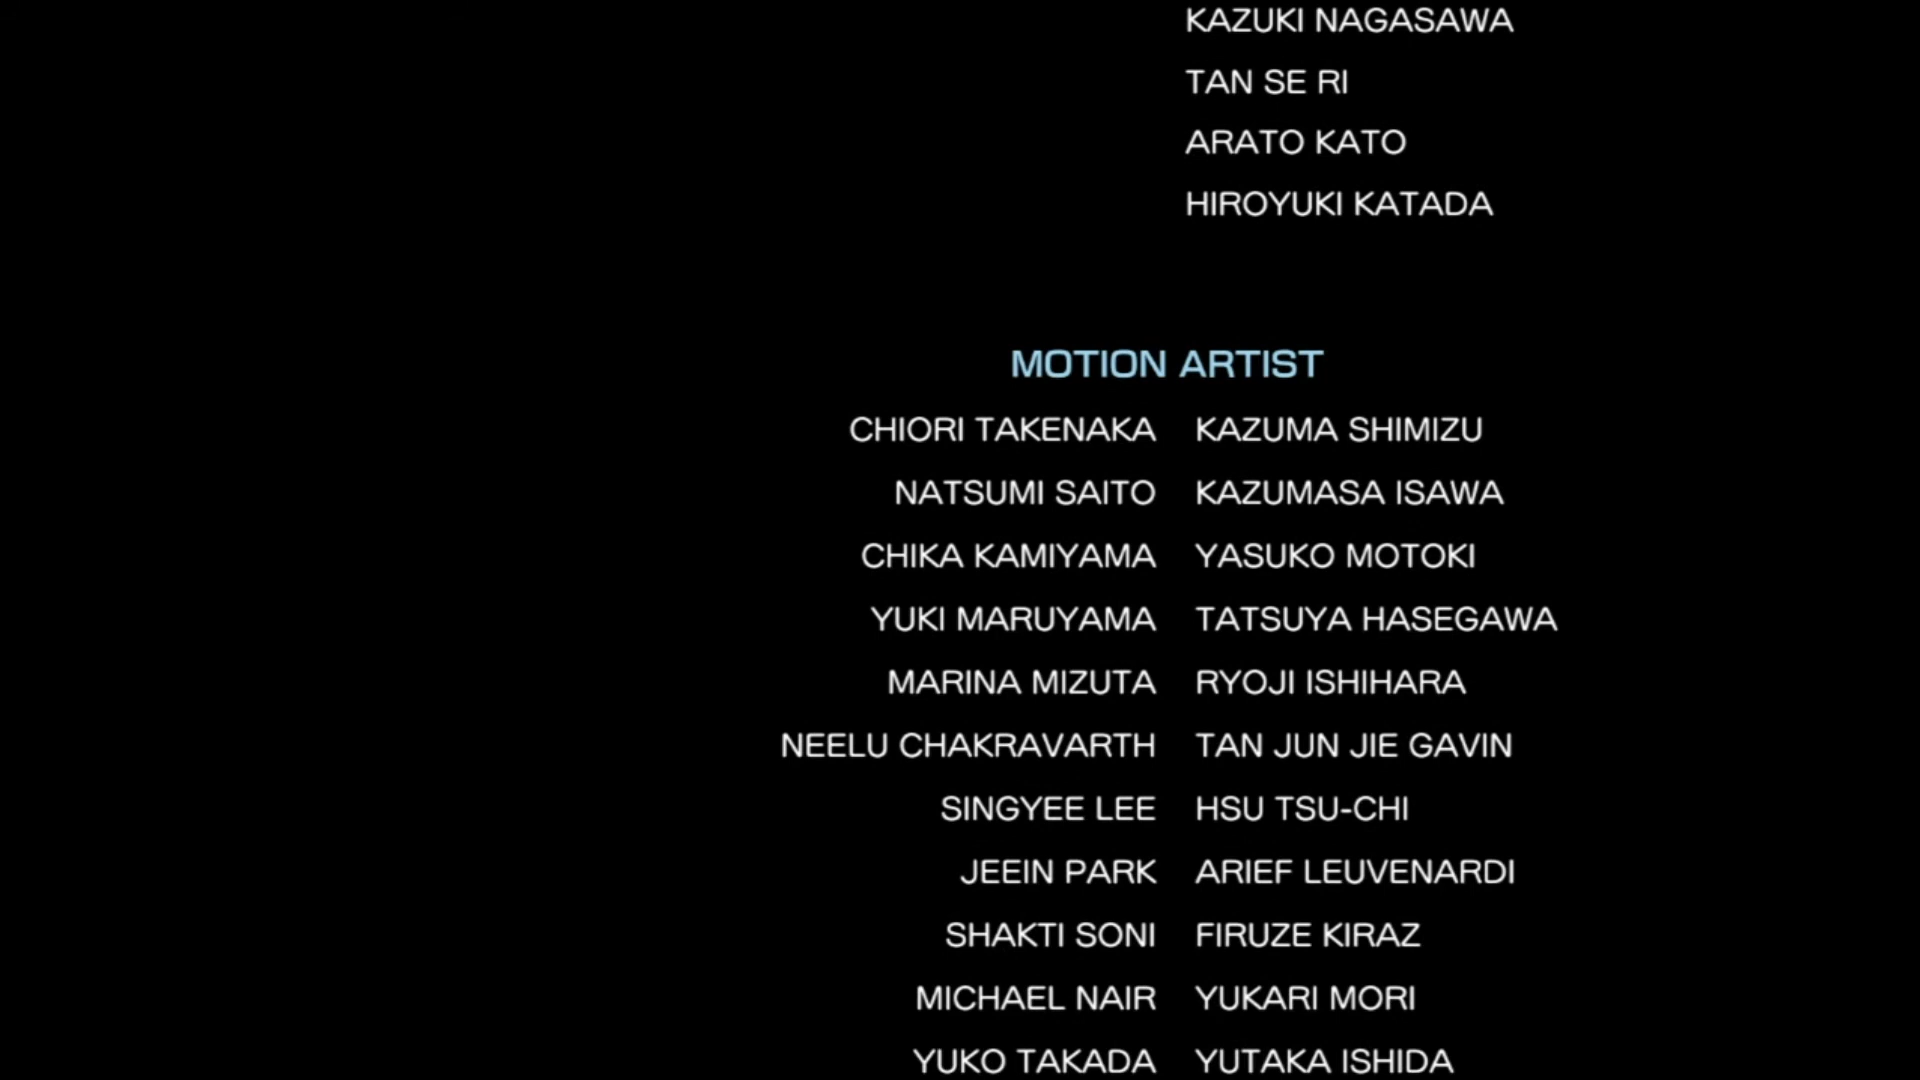 KAZUKI NAGASAWA
TAN SE RI
ARATO KATO
HIROYUKI KATADA
MOTION ARTIST
CHIORI TAKENAKA KAZUMA SHIMIZU
NATSUMI SAITO KAZUMASA ISAWA
CHIKA KAMIYAMA YASUKO MOTOKI
YUKI MARUYAMA TATSUYA HASEGAWA
MARINA MIZUTA RYOJI ISHIHARA
NEELU CHAKRAVARTH TAN JUN JIE GAVIN
SINGYEE LEE HSU TSU-CHI
JEEIN PARK ARIEF LEUVENARDI
SHAKTI SONI FIRUZE KIRAZ
MICHAEL NAIR YUKARI MORI
YUKO TAKADA YUTAKA ISHIDA